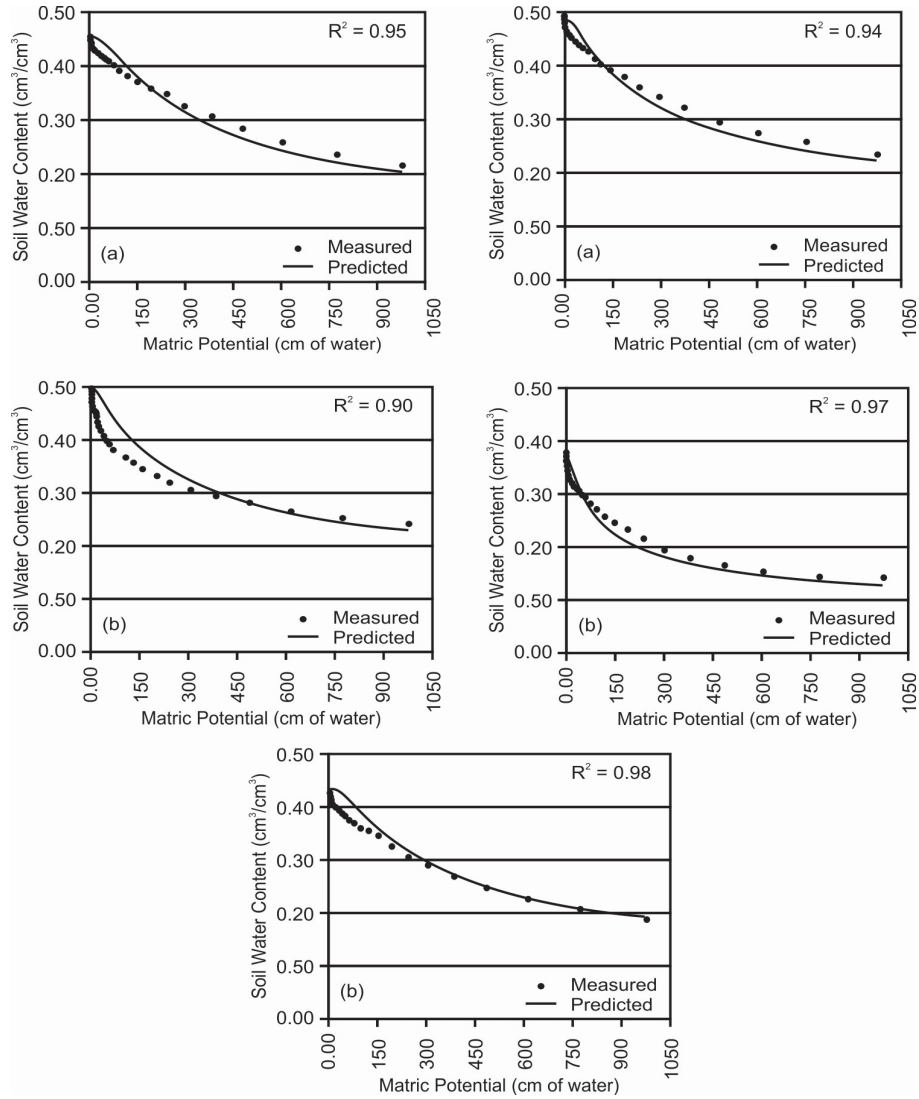 R² = 0.95
Soil Water Content (cm³/cm³)
0.50
0.40
0.30
0.20
0.50
0.00
(a)
Measured
Predicted
0.00 150 300 450 600 750 900 1050
Matric Potential (cm of water)
R² = 0.94
Soil Water Content (cm³/cm³)
0.50
0.40
0.30
0.20
0.50
0.00
(a)
Measured
Predicted
0.00 150 300 450 600 750 900 1050
Matric Potential (cm of water)
R² = 0.90
Soil Water Content (cm³/cm³)
0.50
0.40
0.30
0.20
0.50
0.00
(b)
Measured
Predicted
0.00 150 300 450 600 750 900 1050
Matric Potential (cm of water)
R² = 0.97
Soil Water Content (cm³/cm³)
0.50
0.40
0.30
0.20
0.50
0.00
(b)
Measured
Predicted
0.00 150 300 450 600 750 900 1050
Matric Potential (cm of water)
R² = 0.98
Soil Water Content (cm³/cm³)
0.50
0.40
0.30
0.20
0.50
0.00
(b)
Measured
Predicted
0.00 150 300 450 600 750 900 1050
Matric Potential (cm of water)